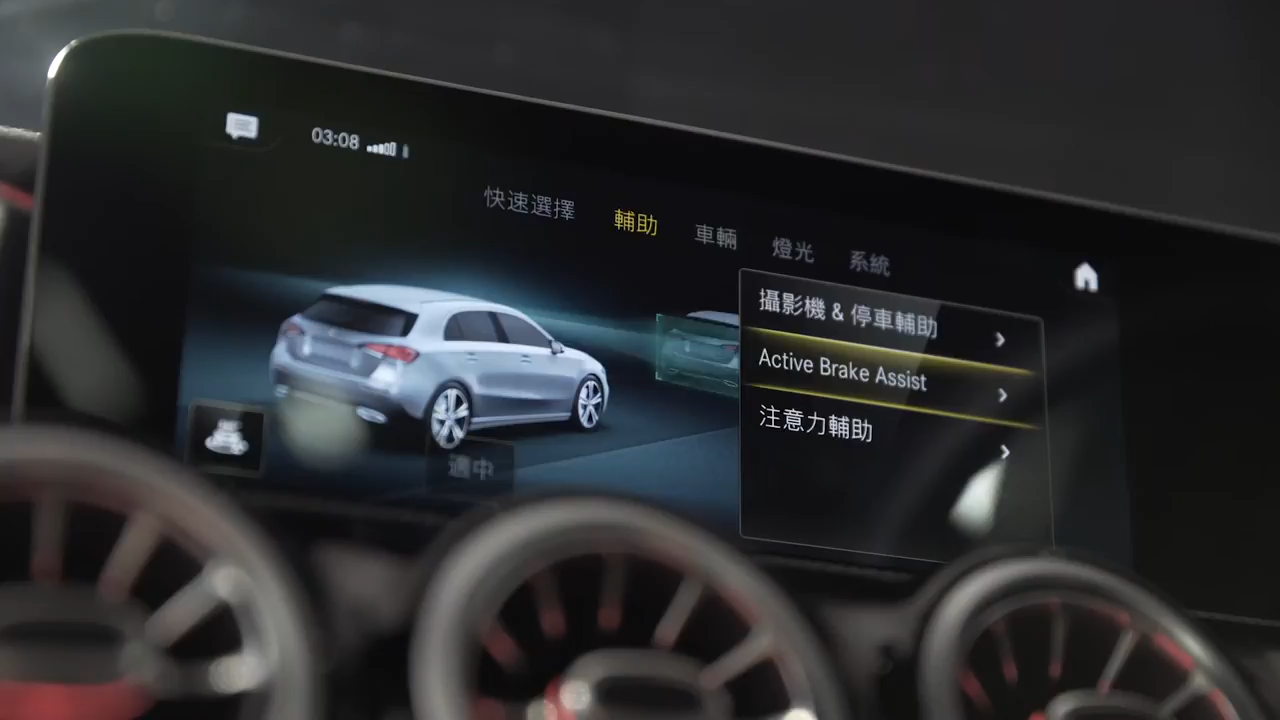 03:08
快速選擇 輔助 車輛 燈光 系統
攝影機 & 停車輔助
Active Brake Assist
注意力輔助
適中